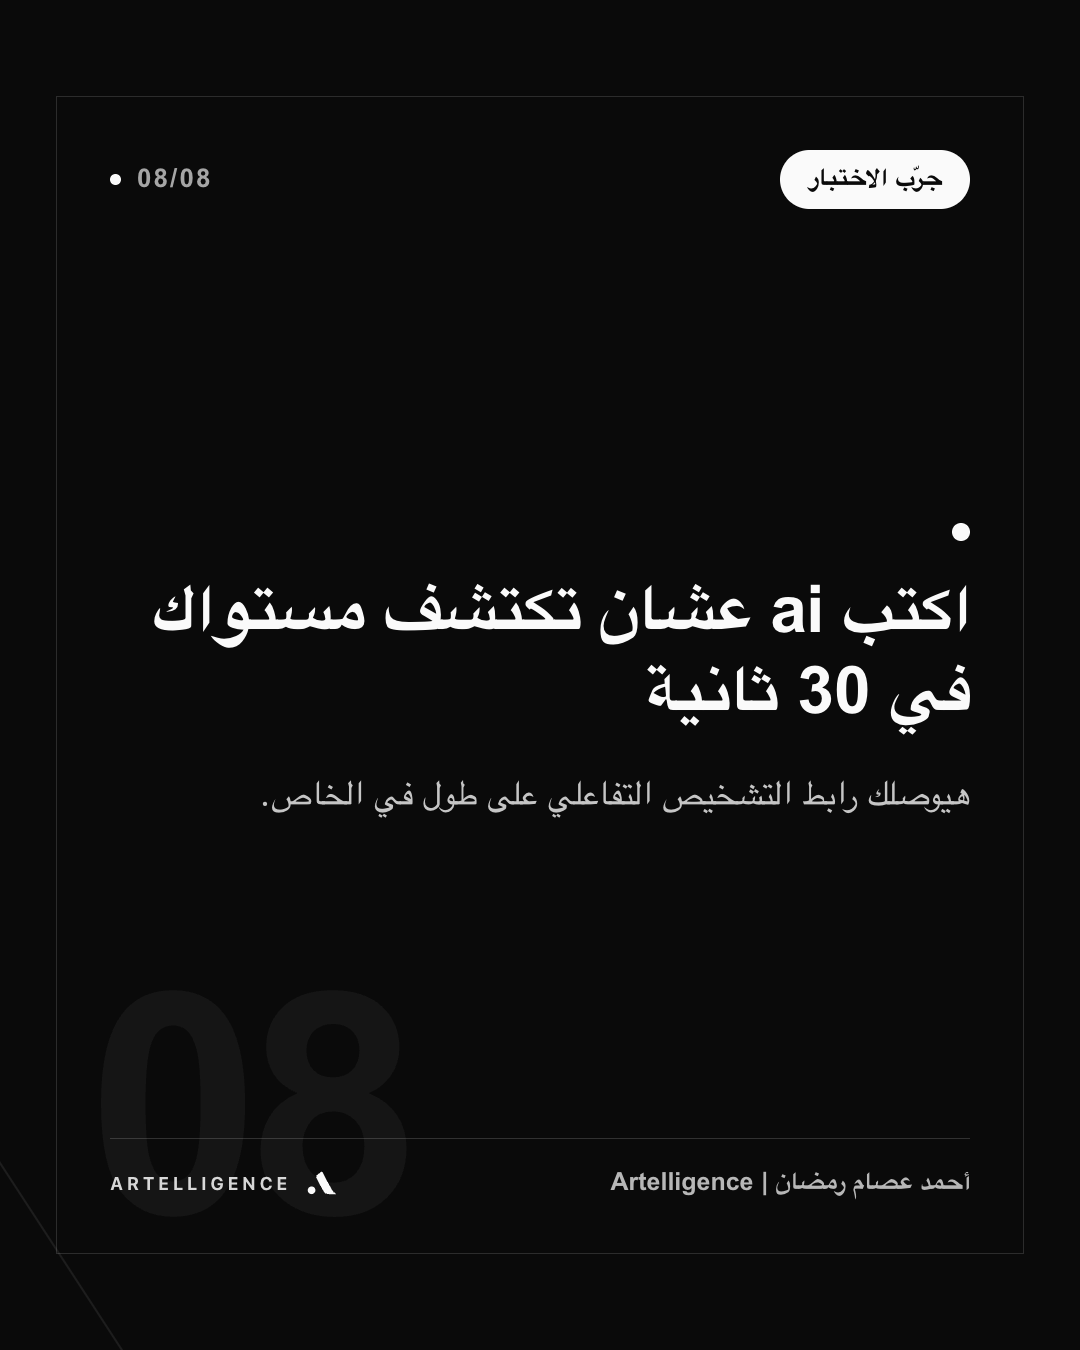 جرّب الاختبار
08/08
اكتب ai عشان تكتشف مستواك
في 30 ثانية
هيوصلك رابط التشخيص التفاعلي على طول في الخاص.
08
أحمد عصام رمضان | Artelligence
ARTELLIGENCE